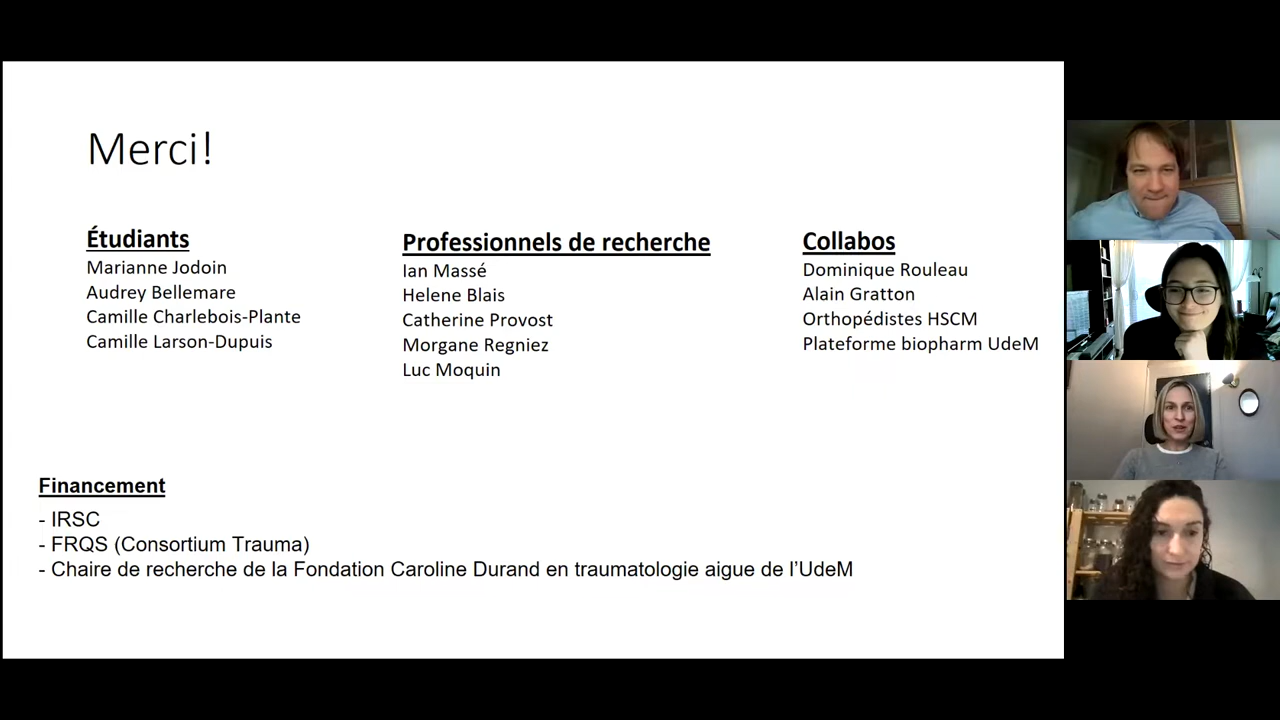 Merci!
Étudiants
Marianne Jodoin
Audrey Bellemare
Camille Charlebois-Plante
Camille Larson-Dupuis
Professionnels de recherche
Ian Massé
Helene Blais
Catherine Provost
Morgane Regniez
Luc Moquin
Collabos
Dominique Rouleau
Alain Gratton
Orthopédistes HSCM
Plateforme biopharm UdeM
Financement
- IRSC
- FRQS (Consortium Trauma)
- Chaire de recherche de la Fondation Caroline Durand en traumatologie aigue de l’UdeM